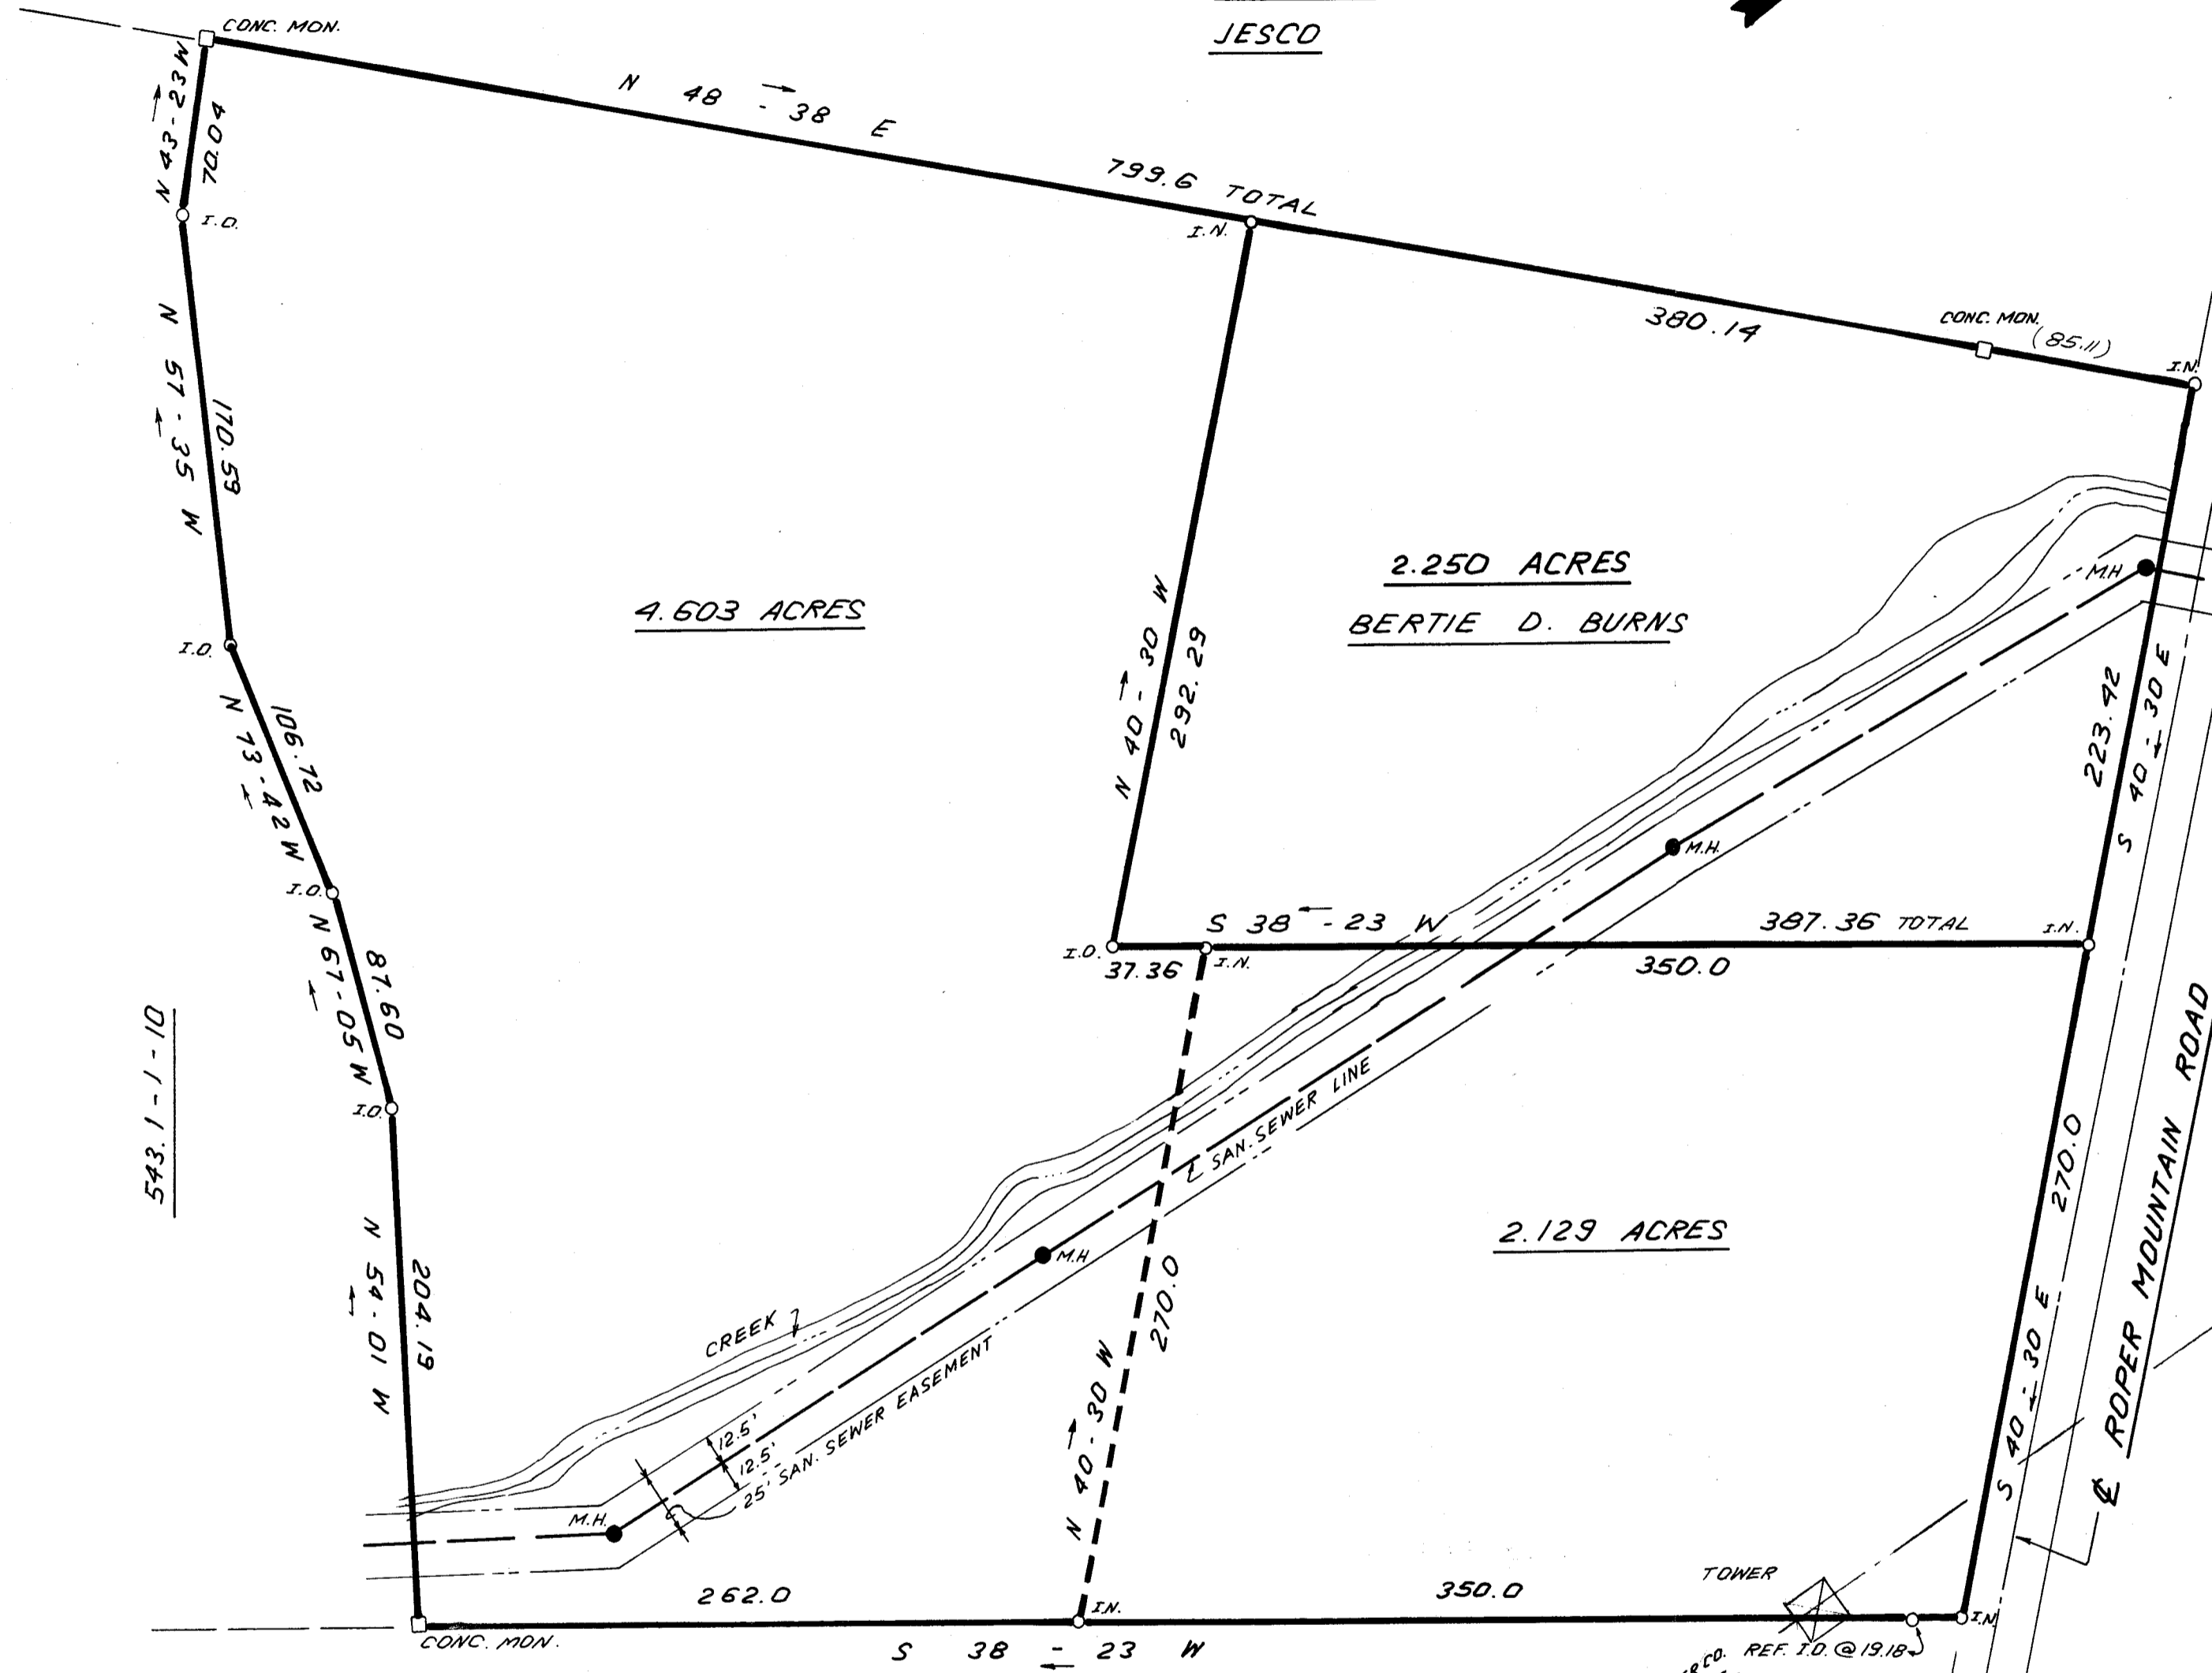 JESCO
CONC. MON.
N 43-23W
70.04
N 48 - 38 E
799.6 TOTAL
I.N.
I.O.
380.14
CONC. MON.
(85.11)
I.N.
N 57 - 35 W
170.59
4.603 ACRES
2.250 ACRES
BERTIE D. BURNS
N 40 - 30 W
292.29
M.H
223.42
S 40 - 30 E
I.O.
N 73 - 42 W
106.72
M.H.
I.O.
S 38 - 23 W
387.36 TOTAL
I.N.
I.O.
37.36
I.N.
350.0
N 67 - 05 W
87.60
543.1-1-10
SAN. SEWER LINE
I.O.
ROPER MOUNTAIN ROAD
270.0
2.129 ACRES
M.H
N 54 - 01 W
204.19
CREEK
270.0
N 40 - 30 W
S 40 - 30 E
12.5'
12.5'
25' SAN. SEWER EASEMENT
M.H.
262.0
I.N.
350.0
TOWER
I.N.
CONC. MON.
S 38 - 23 W
CO.
REF. I.O. @ 19.18